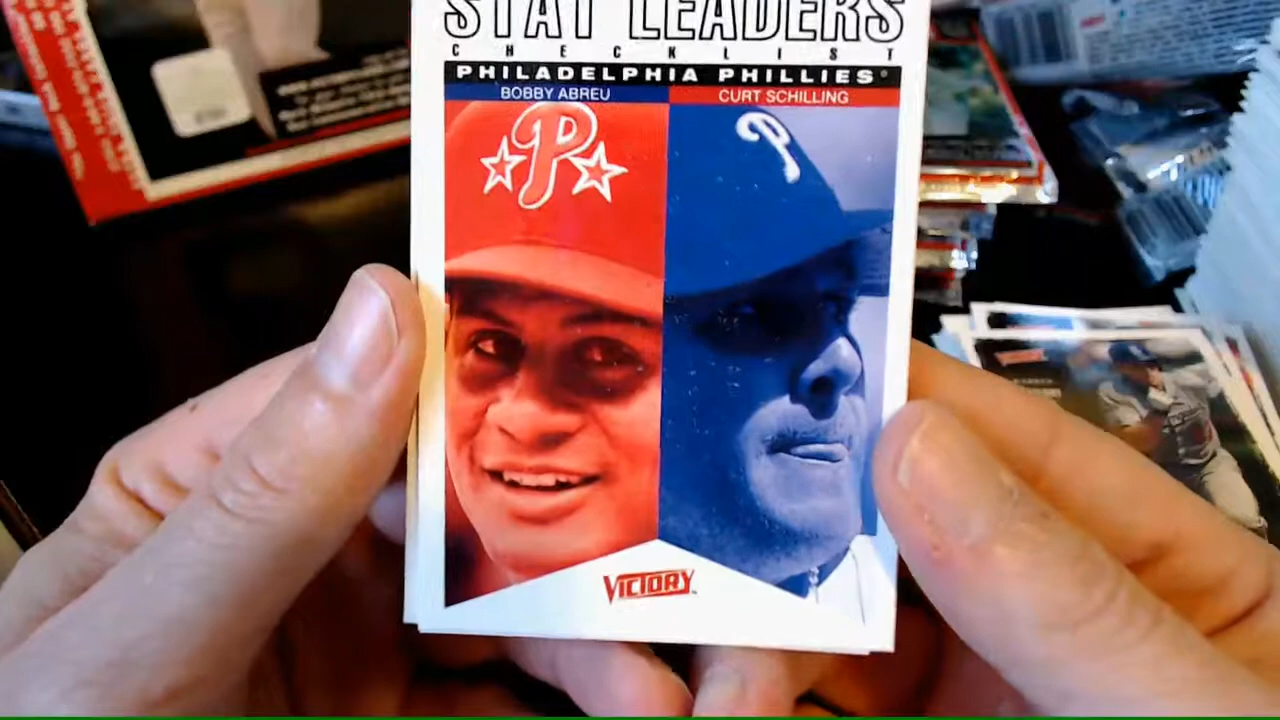 STAT LEADERS
CHECKLIST
PHILADELPHIA PHILLIES
BOBBY ABREU
CURT SCHILLING
P
P
VICTORY